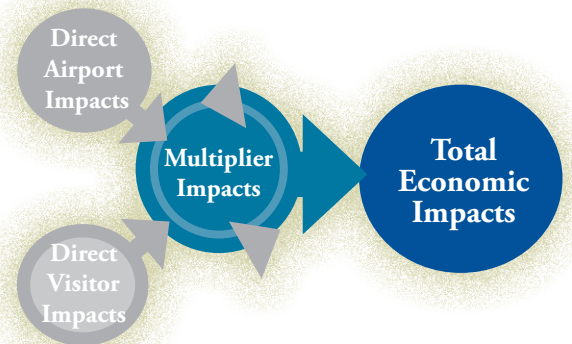 Direct
Airport
Impacts
Multiplier
Impacts
Total
Economic
Impacts
Direct
Visitor
Impacts